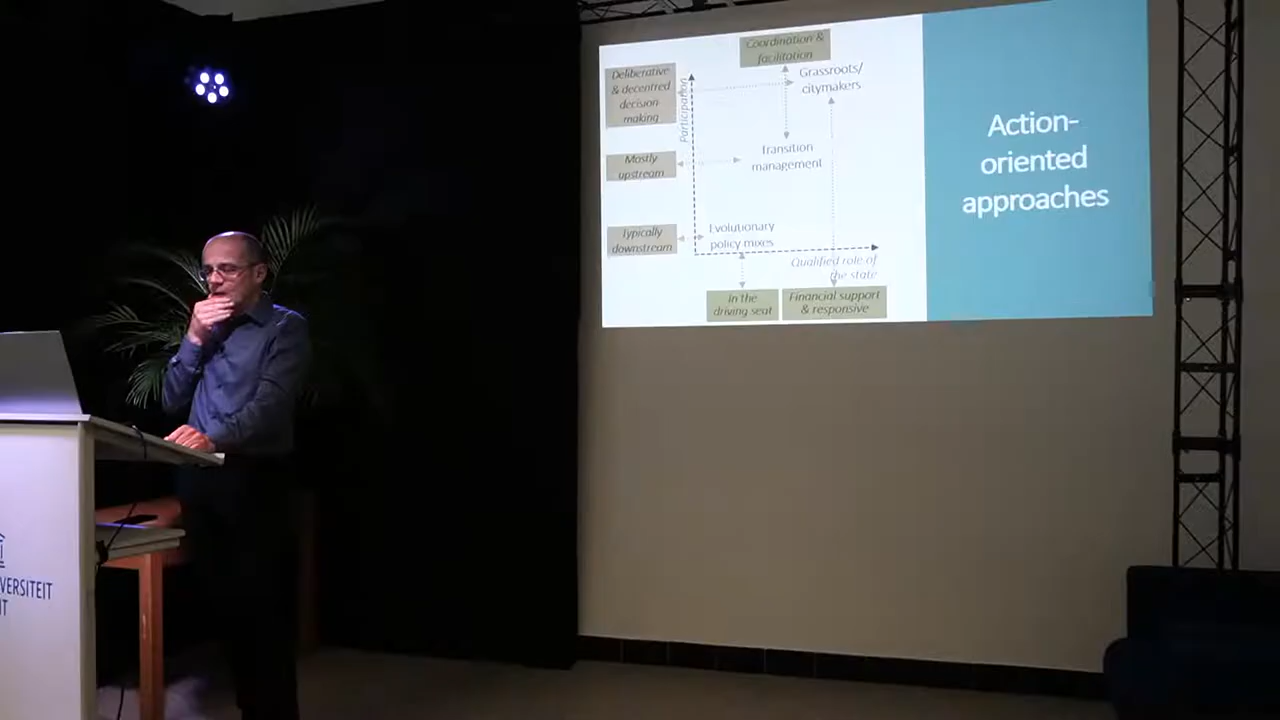 Coordination &
facilitation
Deliberative
& decentred
decision
making
Participation
Grassroots/
citymakers
Mostly
upstream
Transition
management
Typically
downstream
Evolutionary
policy mixes
Qualified role of
the state
In the
driving seat
Financial support
& responsive
Action-
oriented
approaches
VERSITEIT
IT